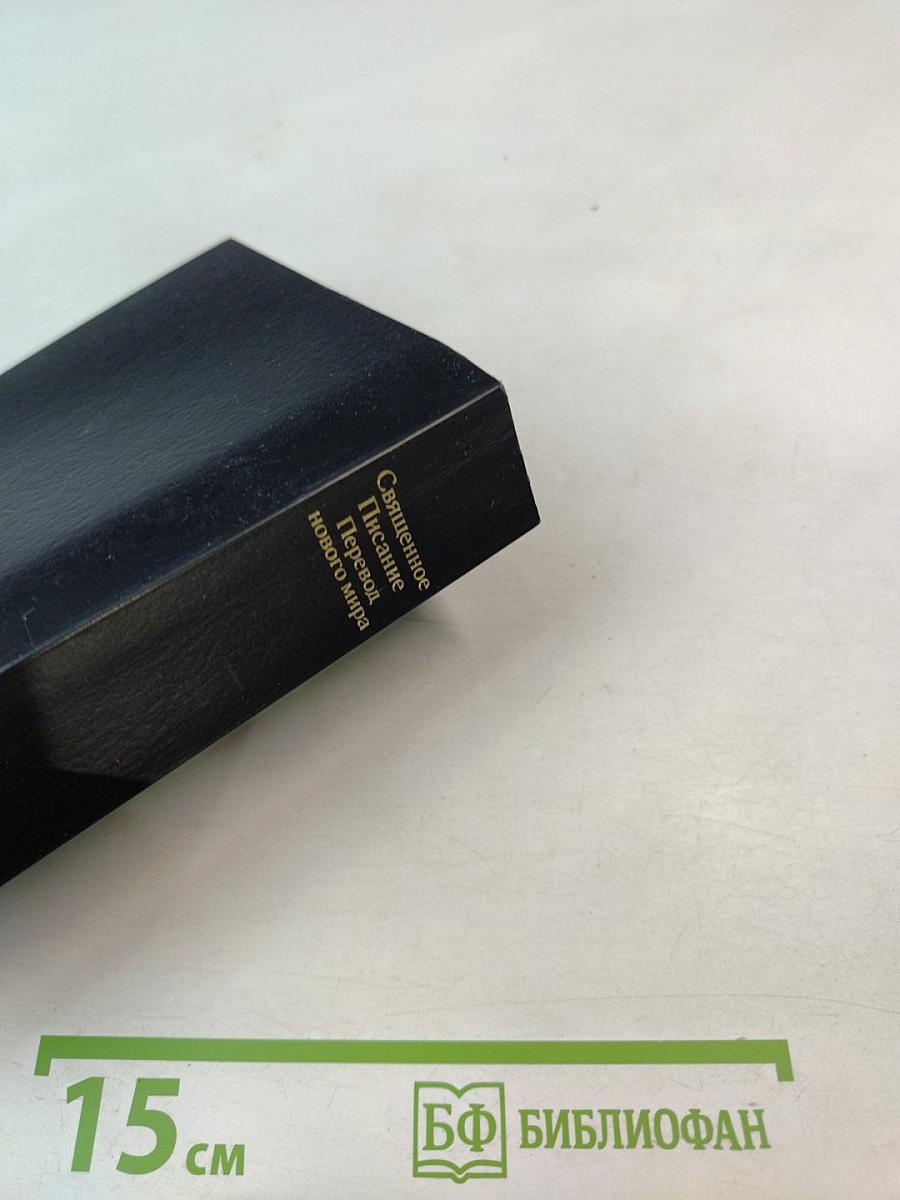 Священное
Писание
Перевод
нового мира
15 см
БФ БИБЛИОФАН